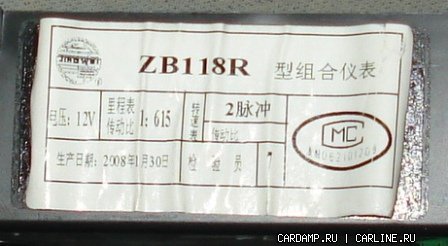 ZB118R 型组合仪表
电压: 12V 里程表传动比 1: 615 转速表传动比 2脉冲
生产日期: 2008年 月30日 检 验 员
MC
CARDAMP.RU | CARLINE.RU